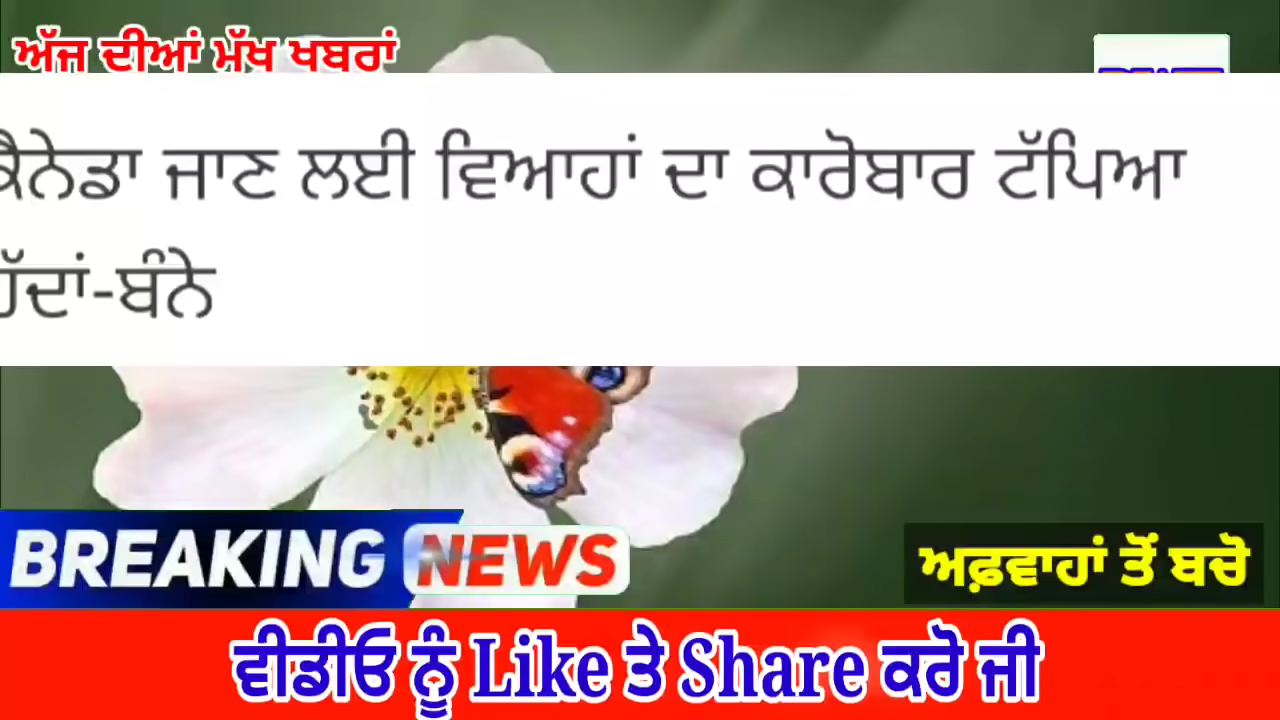 ਅੱਜ ਦੀਆਂ ਮੁੱਖ ਖਬਰਾਂ
ਕੈਨੇਡਾ ਜਾਣ ਲਈ ਵਿਆਹਾਂ ਦਾ ਕਾਰੋਬਾਰ ਟੱਪਿਆ
ਹੱਦਾਂ-ਬੰਨੇ
BREAKING NEWS
ਅਫ਼ਵਾਹਾਂ ਤੋਂ ਬਚੋ
ਵੀਡੀਓ ਨੂੰ Like ਤੇ Share ਕਰੋ ਜੀ